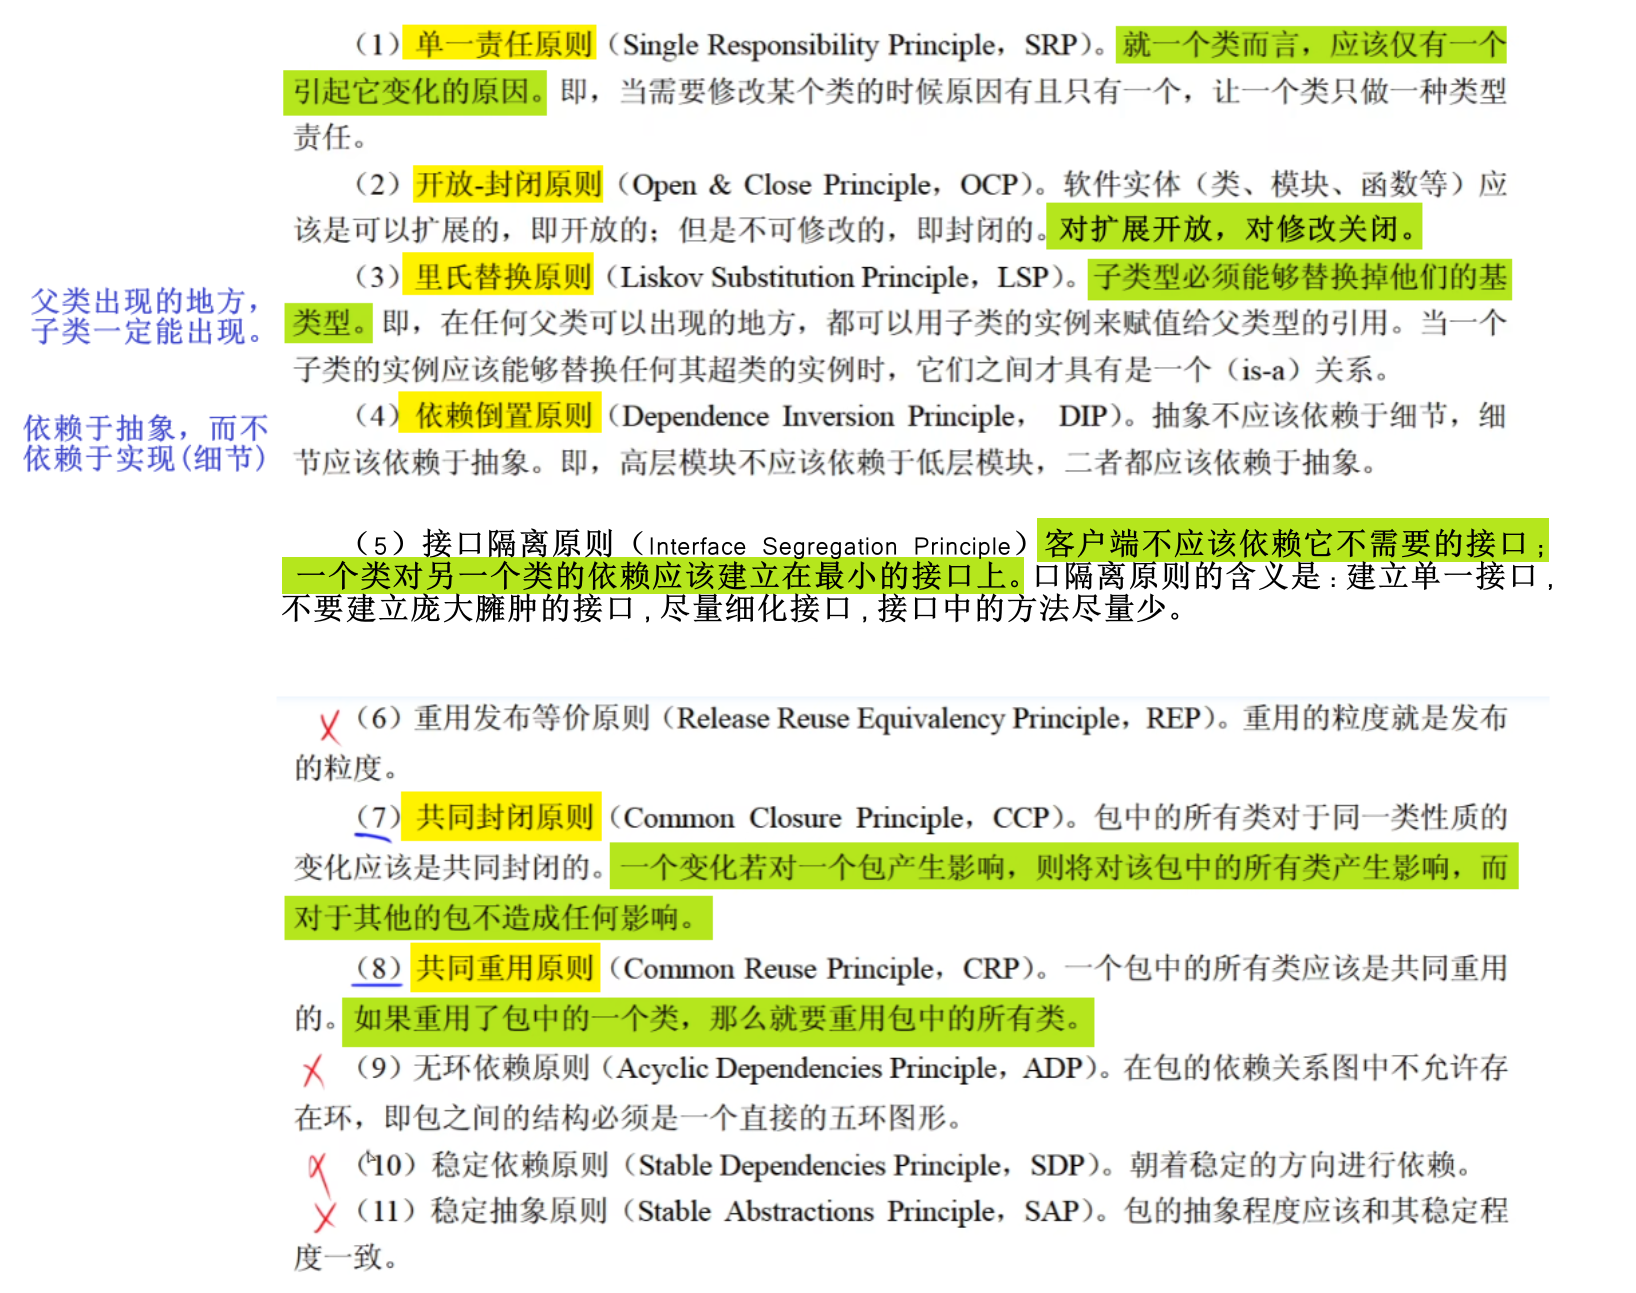 （1）单一责任原则（Single Responsibility Principle，SRP）。就一个类而言，应该仅有一个
引起它变化的原因。即，当需要修改某个类的时候原因有且只有一个，让一个类只做一种类型
责任。
（2）开放-封闭原则（Open & Close Principle，OCP）。软件实体（类、模块、函数等）应
该是可以扩展的，即开放的；但是不可修改的，即封闭的。对扩展开放，对修改关闭。
（3）里氏替换原则（Liskov Substitution Principle，LSP）。子类型必须能够替换掉他们的基
父类出现的地方，
子类一定能出现。
类型。即，在任何父类可以出现的地方，都可以用子类的实例来赋值给父类型的引用。当一个
子类的实例应该能够替换任何其超类的实例时，它们之间才具有是一个（is-a）关系。
（4）依赖倒置原则（Dependence Inversion Principle， DIP）。抽象不应该依赖于细节，细
依赖于抽象，而不
依赖于实现(细节)
节应该依赖于抽象。即，高层模块不应该依赖于低层模块，二者都应该依赖于抽象。
（5）接口隔离原则（Interface Segregation Principle）客户端不应该依赖它不需要的接口；
一个类对另一个类的依赖应该建立在最小的接口上。口隔离原则的含义是：建立单一接口，
不要建立庞大臃肿的接口，尽量细化接口，接口中的方法尽量少。
（6）重用发布等价原则（Release Reuse Equivalency Principle，REP）。重用的粒度就是发布
的粒度。
（7）共同封闭原则（Common Closure Principle，CCP）。包中的所有类对于同一类性质的
变化应该是共同封闭的。一个变化若对一个包产生影响，则将对该包中的所有类产生影响，而
对于其他的包不造成任何影响。
（8）共同重用原则（Common Reuse Principle，CRP）。一个包中的所有类应该是共同重用
的。如果重用了包中的一个类，那么就要重用包中的所有类。
（9）无环依赖原则（Acyclic Dependencies Principle，ADP）。在包的依赖关系图中不允许存
在环，即包之间的结构必须是一个直接的五环图形。
（10）稳定依赖原则（Stable Dependencies Principle，SDP）。朝着稳定的方向进行依赖。
（11）稳定抽象原则（Stable Abstractions Principle，SAP）。包的抽象程度应该和其稳定程
度一致。